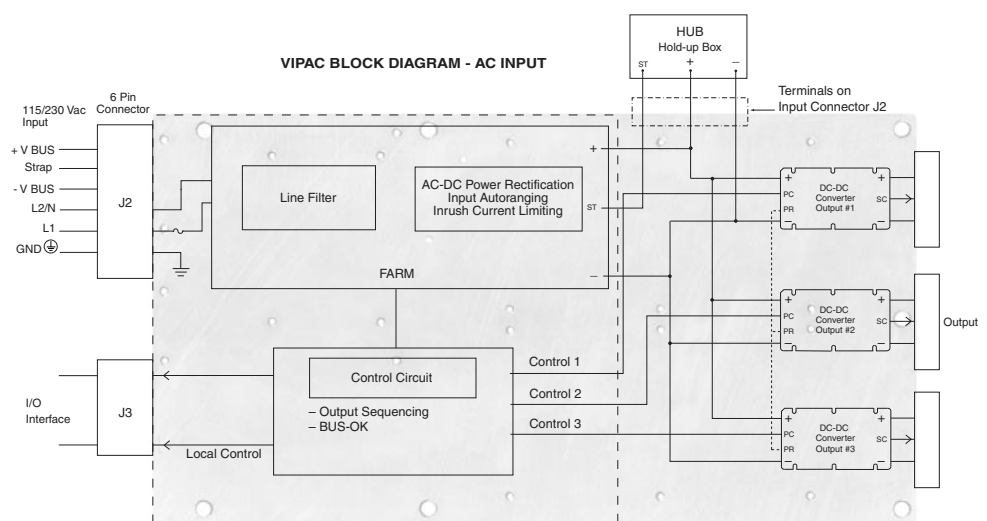 VIPAC BLOCK DIAGRAM - AC INPUT
HUB
Hold-up Box
ST
+
–
Terminals on
Input Connector J2
115/230 Vac
Input
6 Pin
Connector
+ V BUS
Strap
- V BUS
L2/N
L1
GND
J2
Line Filter
AC-DC Power Rectification
Input Autoranging
Inrush Current Limiting
FARM
+
ST
–
+
PC
PR
–
DC-DC
Converter
Output #1
+
SC
–
+
PC
PR
–
DC-DC
Converter
Output #2
+
SC
–
Output
+
PC
PR
–
DC-DC
Converter
Output #3
+
SC
–
I/O
Interface
J3
Local Control
Control Circuit
– Output Sequencing
– BUS-OK
Control 1
Control 2
Control 3